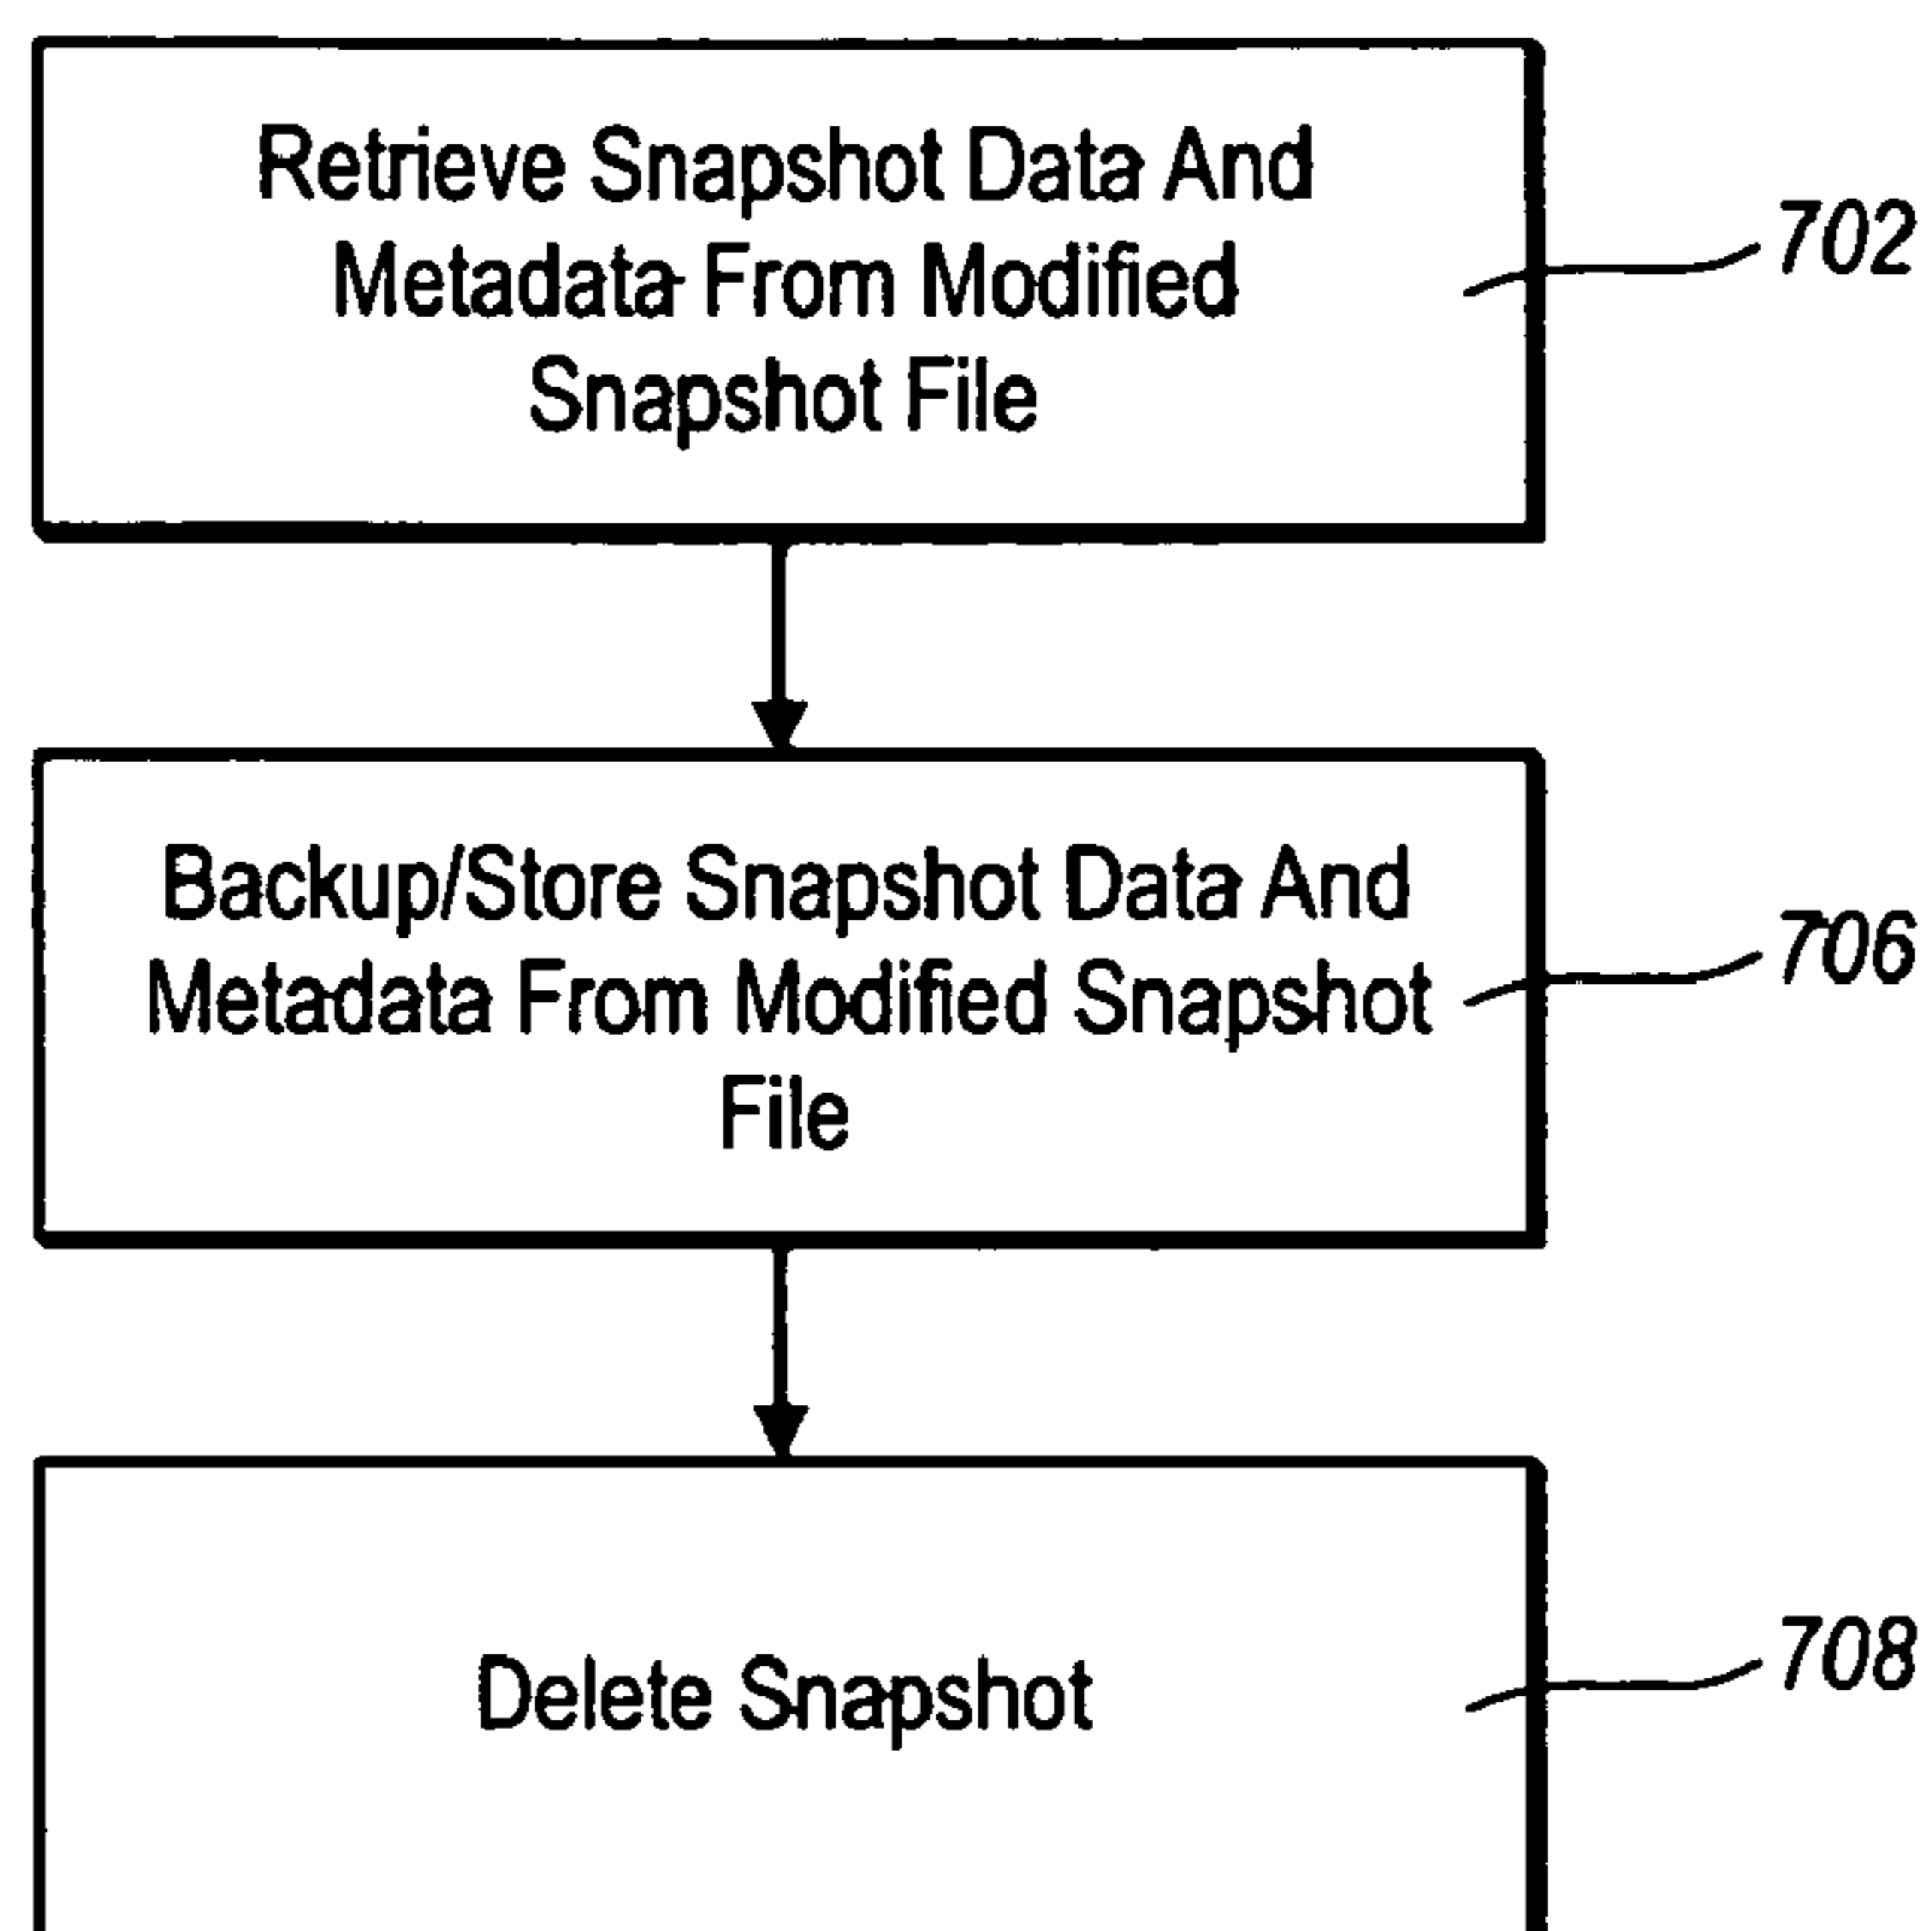 Retrieve Snapshot Data And
Metadata From Modified
Snapshot File
702
Backup/Store Snapshot Data And
Metadata From Modified Snapshot
File
706
Delete Snapshot
708